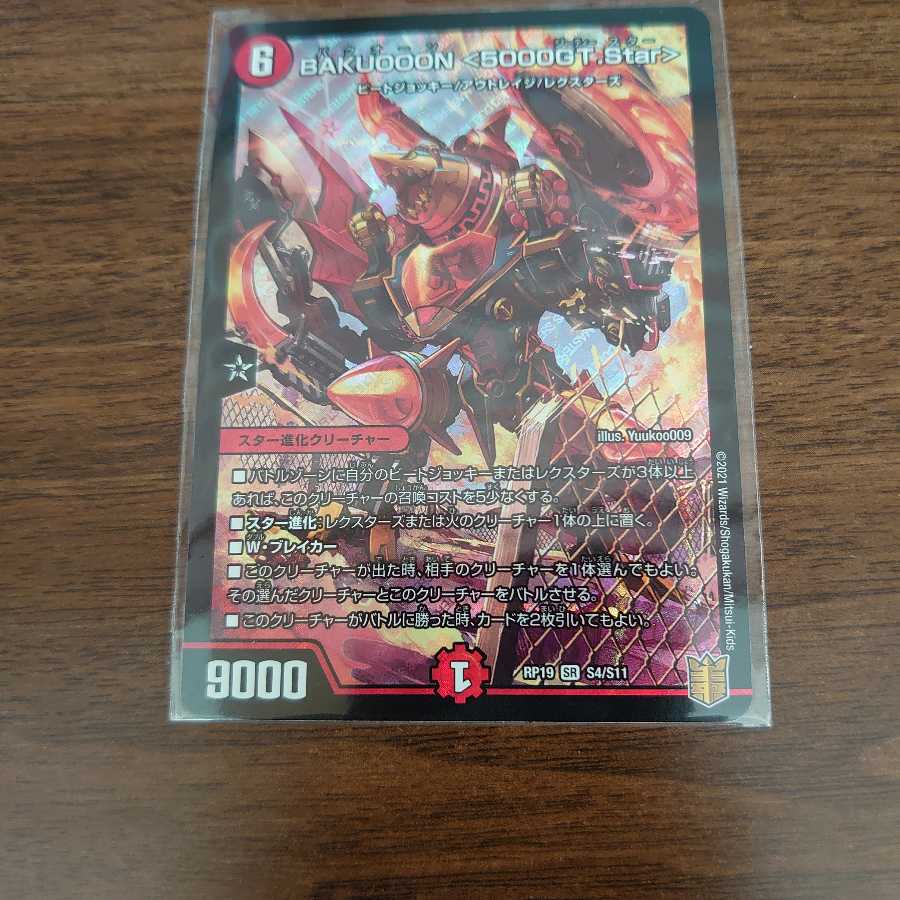 6
BAKUOOON <5000GT.Star>
バクオーン ジーティー スター
ビートジョッキー/アウトレイジ/レクスターズ
スター進化クリーチャー
illus. Yuukoo009
■バトルゾーンに自分のビートジョッキーまたはレクスターズが3体以上
あれば、このクリーチャーの召喚コストを5少なくする。
■スター進化:レクスターズまたは火のクリーチャー1体の上に置く。
■W・ブレイカー
■このクリーチャーが出た時、相手のクリーチャーを1体選んでもよい。
その選んだクリーチャーとこのクリーチャーをバトルさせる。
■このクリーチャーがバトルに勝った時、カードを2枚引いてもよい。
9000
1
RP19 SR S4/S11
©2021 Wizards/Shogakukan/Mitsui-Kids